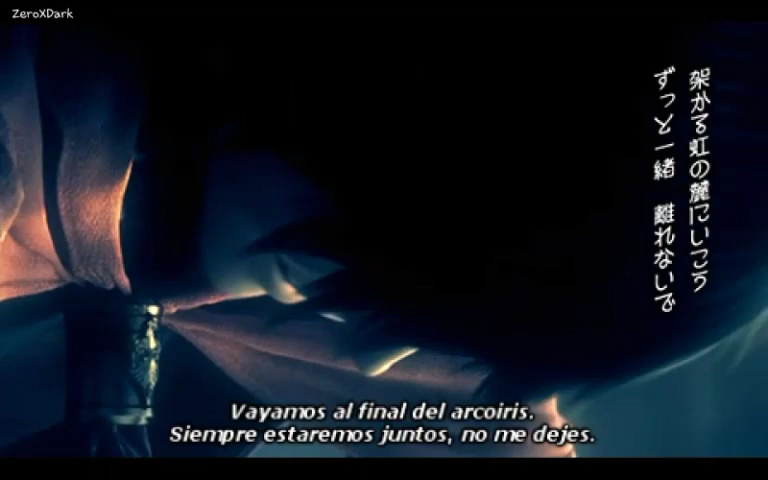 ZeroXDark
架かる虹の麓にいこう
ずっと一緒 離れないで
Vayamos al final del arcoiris.
Siempre estaremos juntos, no me dejes.